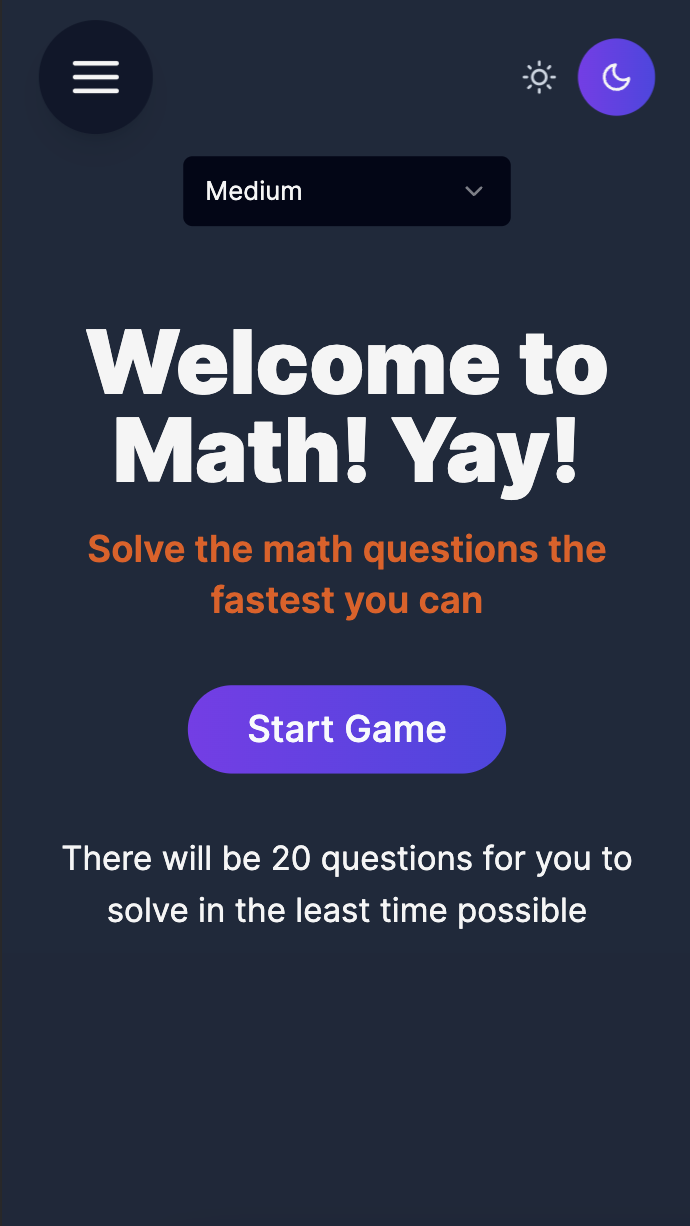 Medium
Welcome to
Math! Yay!
Solve the math questions the
fastest you can
Start Game
There will be 20 questions for you to
solve in the least time possible